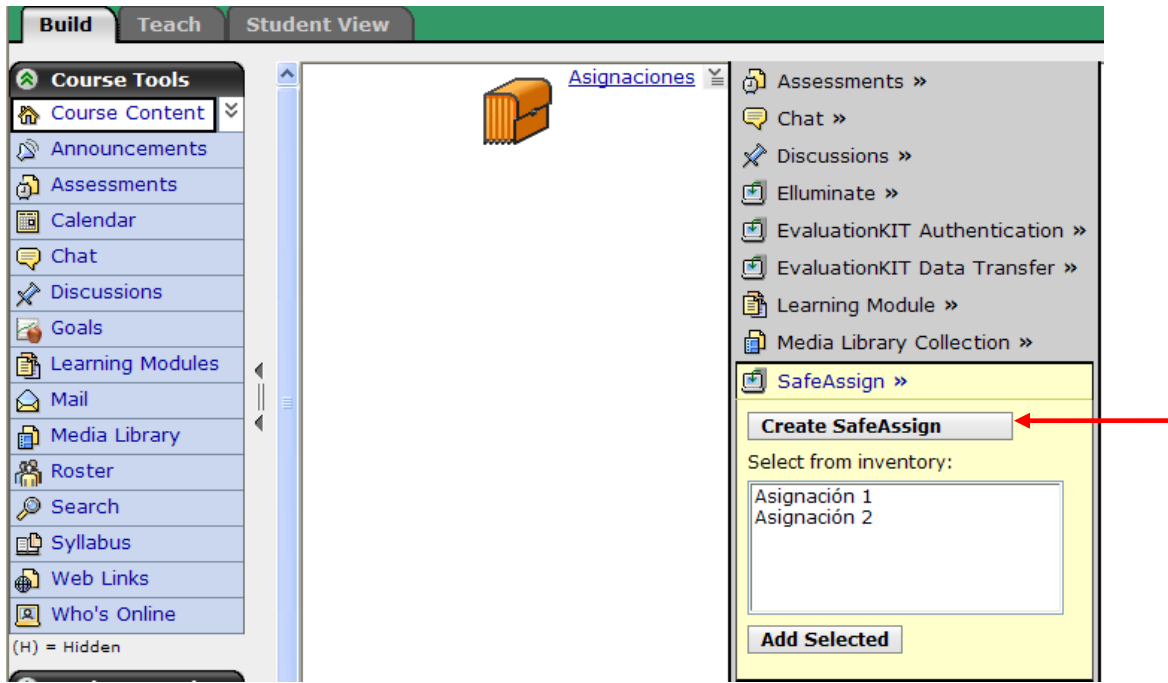 Build Teach Student View
Course Tools
Course Content
Announcements
Assessments
Calendar
Chat
Discussions
Goals
Learning Modules
Mail
Media Library
Roster
Search
Syllabus
Web Links
Who's Online
(H) = Hidden
Asignaciones
Assessments »
Chat »
Discussions »
Elluminate »
EvaluationKIT Authentication »
EvaluationKIT Data Transfer »
Learning Module »
Media Library Collection »
SafeAssign »
Create SafeAssign
Select from inventory:
Asignación 1
Asignación 2
Add Selected